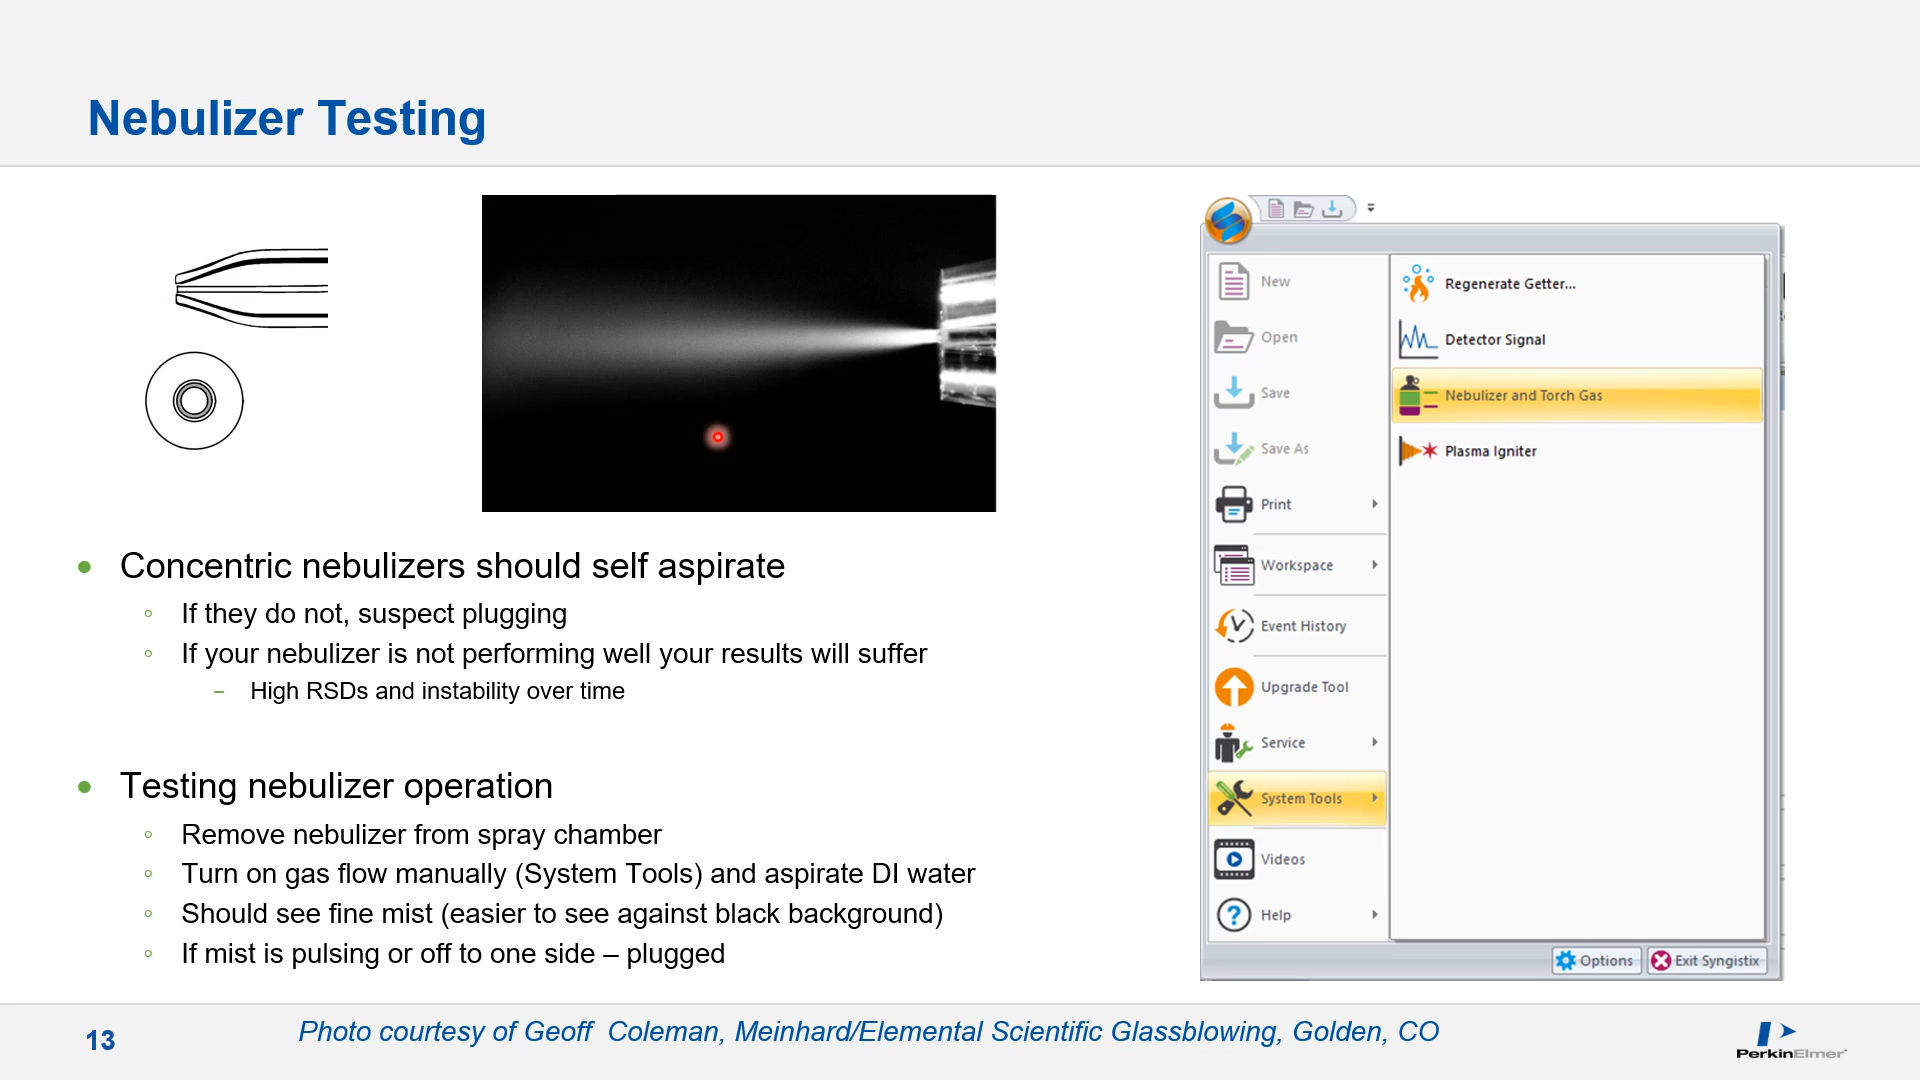 Nebulizer Testing
Concentric nebulizers should self aspirate
If they do not, suspect plugging
If your nebulizer is not performing well your results will suffer
– High RSDs and instability over time
Testing nebulizer operation
Remove nebulizer from spray chamber
Turn on gas flow manually (System Tools) and aspirate DI water
Should see fine mist (easier to see against black background)
If mist is pulsing or off to one side – plugged
New
Open
Save
Save As
Print
Workspace
Event History
Upgrade Tool
Service
System Tools
Videos
Help
Regenerate Getter...
Detector Signal
Nebulizer and Torch Gas
Plasma Igniter
Options
Exit Syngistix
13
Photo courtesy of Geoff Coleman, Meinhard/Elemental Scientific Glassblowing, Golden, CO
PerkinElmer